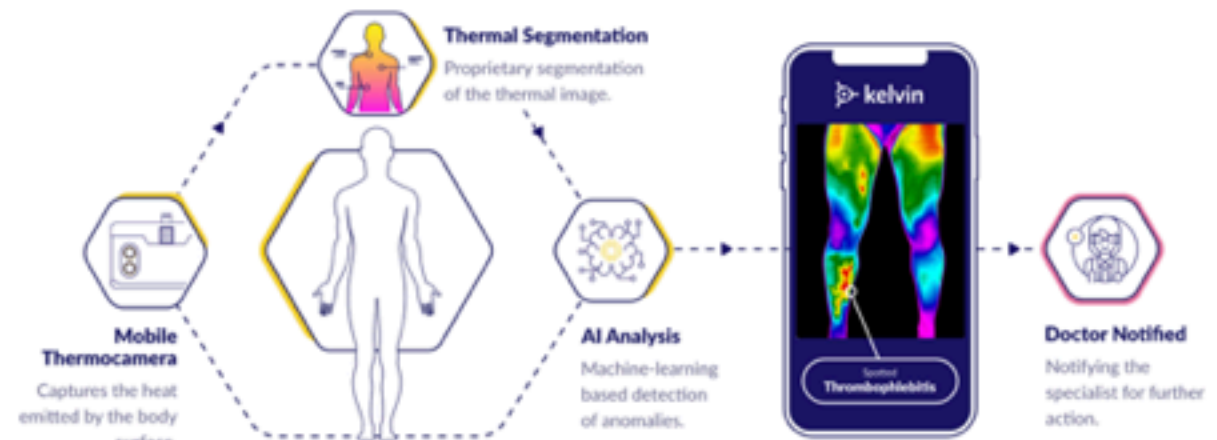 Thermal Segmentation
Proprietary segmentation
of the thermal image.
Mobile
Thermocamera
Captures the heat
emitted by the body
surface.
AI Analysis
Machine-learning
based detection
of anomalies.
kelvin
Spotted
Thrombophlebitis
Doctor Notified
Notifying the
specialist for further
action.